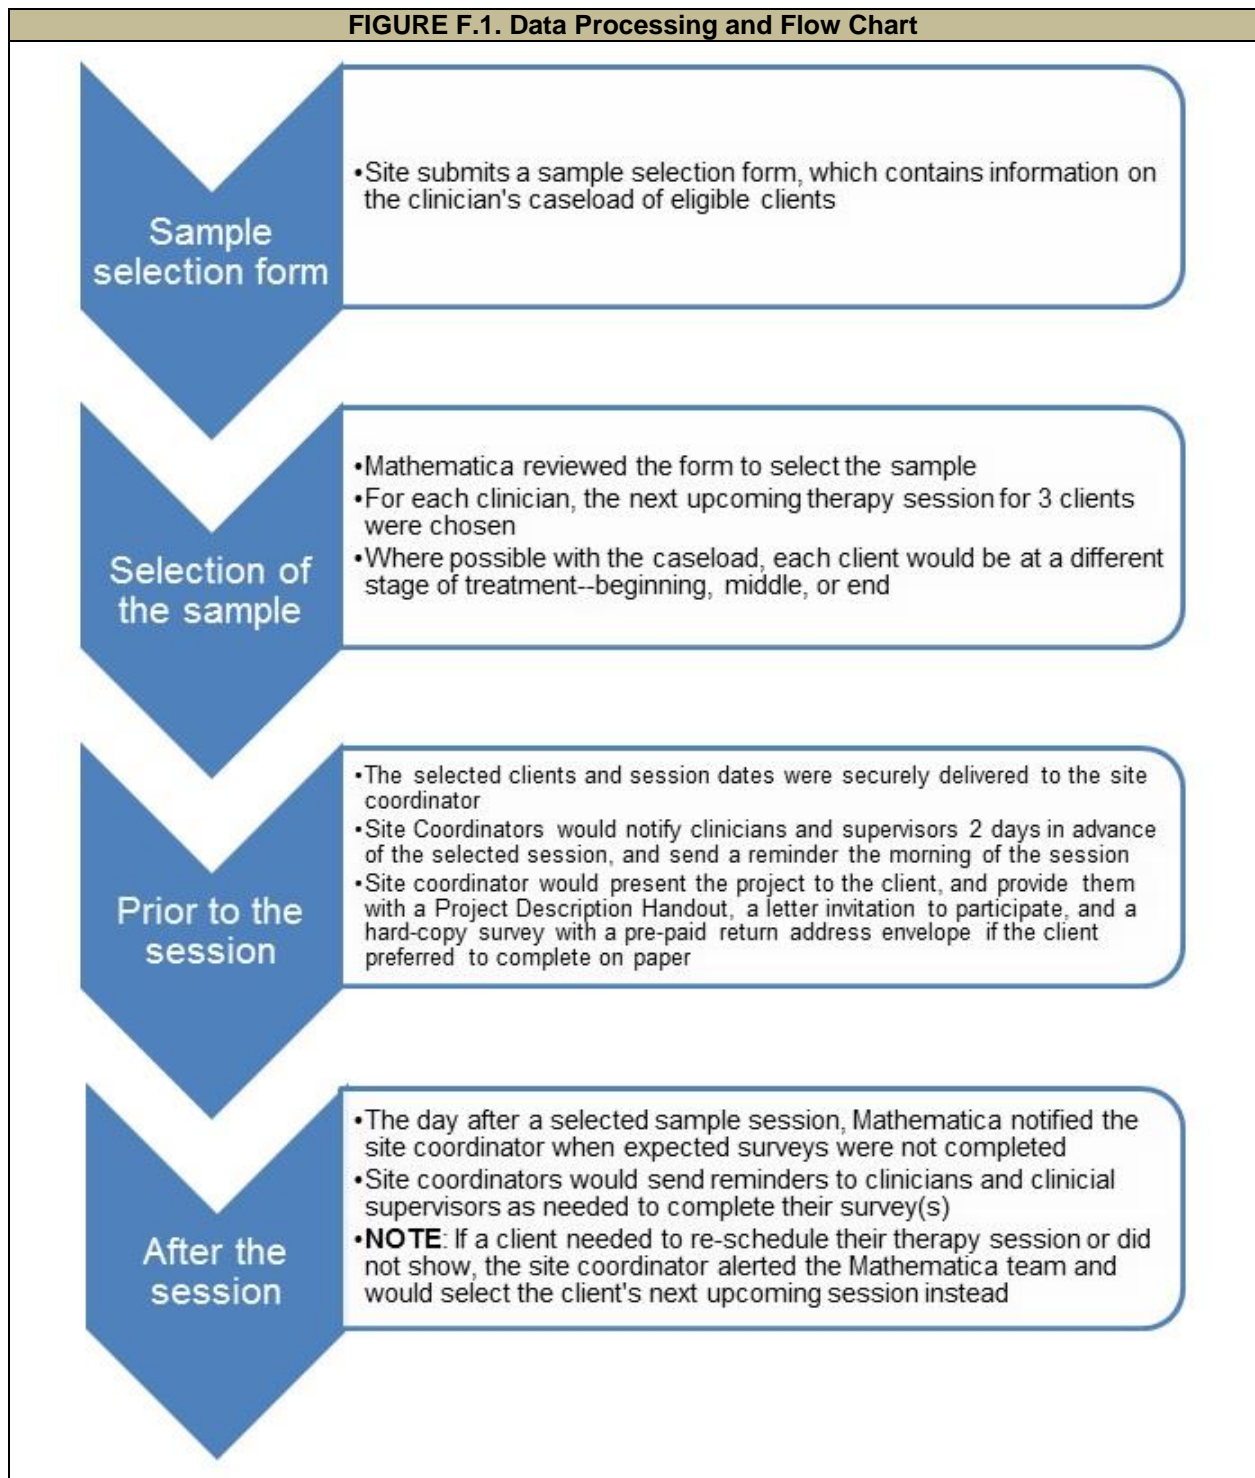 FIGURE F.1. Data Processing and Flow Chart
Sample
selection form
•Site submits a sample selection form, which contains information on
the clinician's caseload of eligible clients
Selection of
the sample
•Mathematica reviewed the form to select the sample
•For each clinician, the next upcoming therapy session for 3 clients
were chosen
•Where possible with the caseload, each client would be at a different
stage of treatment--beginning, middle, or end
Prior to the
session
•The selected clients and session dates were securely delivered to the site
coordinator
•Site Coordinators would notify clinicians and supervisors 2 days in advance
of the selected session, and send a reminder the morning of the session
•Site coordinator would present the project to the client, and provide them
with a Project Description Handout, a letter invitation to participate, and a
hard-copy survey with a pre-paid return address envelope if the client
preferred to complete on paper
After the
session
•The day after a selected sample session, Mathematica notified the
site coordinator when expected surveys were not completed
•Site coordinators would send reminders to clinicians and clinicial
supervisors as needed to complete their survey(s)
•NOTE: If a client needed to re-schedule their therapy session or did
not show, the site coordinator alerted the Mathematica team and
would select the client's next upcoming session instead